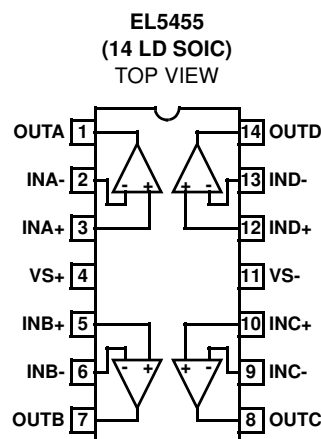 EL5455
(14 LD SOIC)
TOP VIEW
OUTA 1 14 OUTD
INA- 2 - + + - 13 IND-
INA+ 3 12 IND+
VS+ 4 11 VS-
INB+ 5 10 INC+
INB- 6 - + + - 9 INC-
OUTB 7 8 OUTC